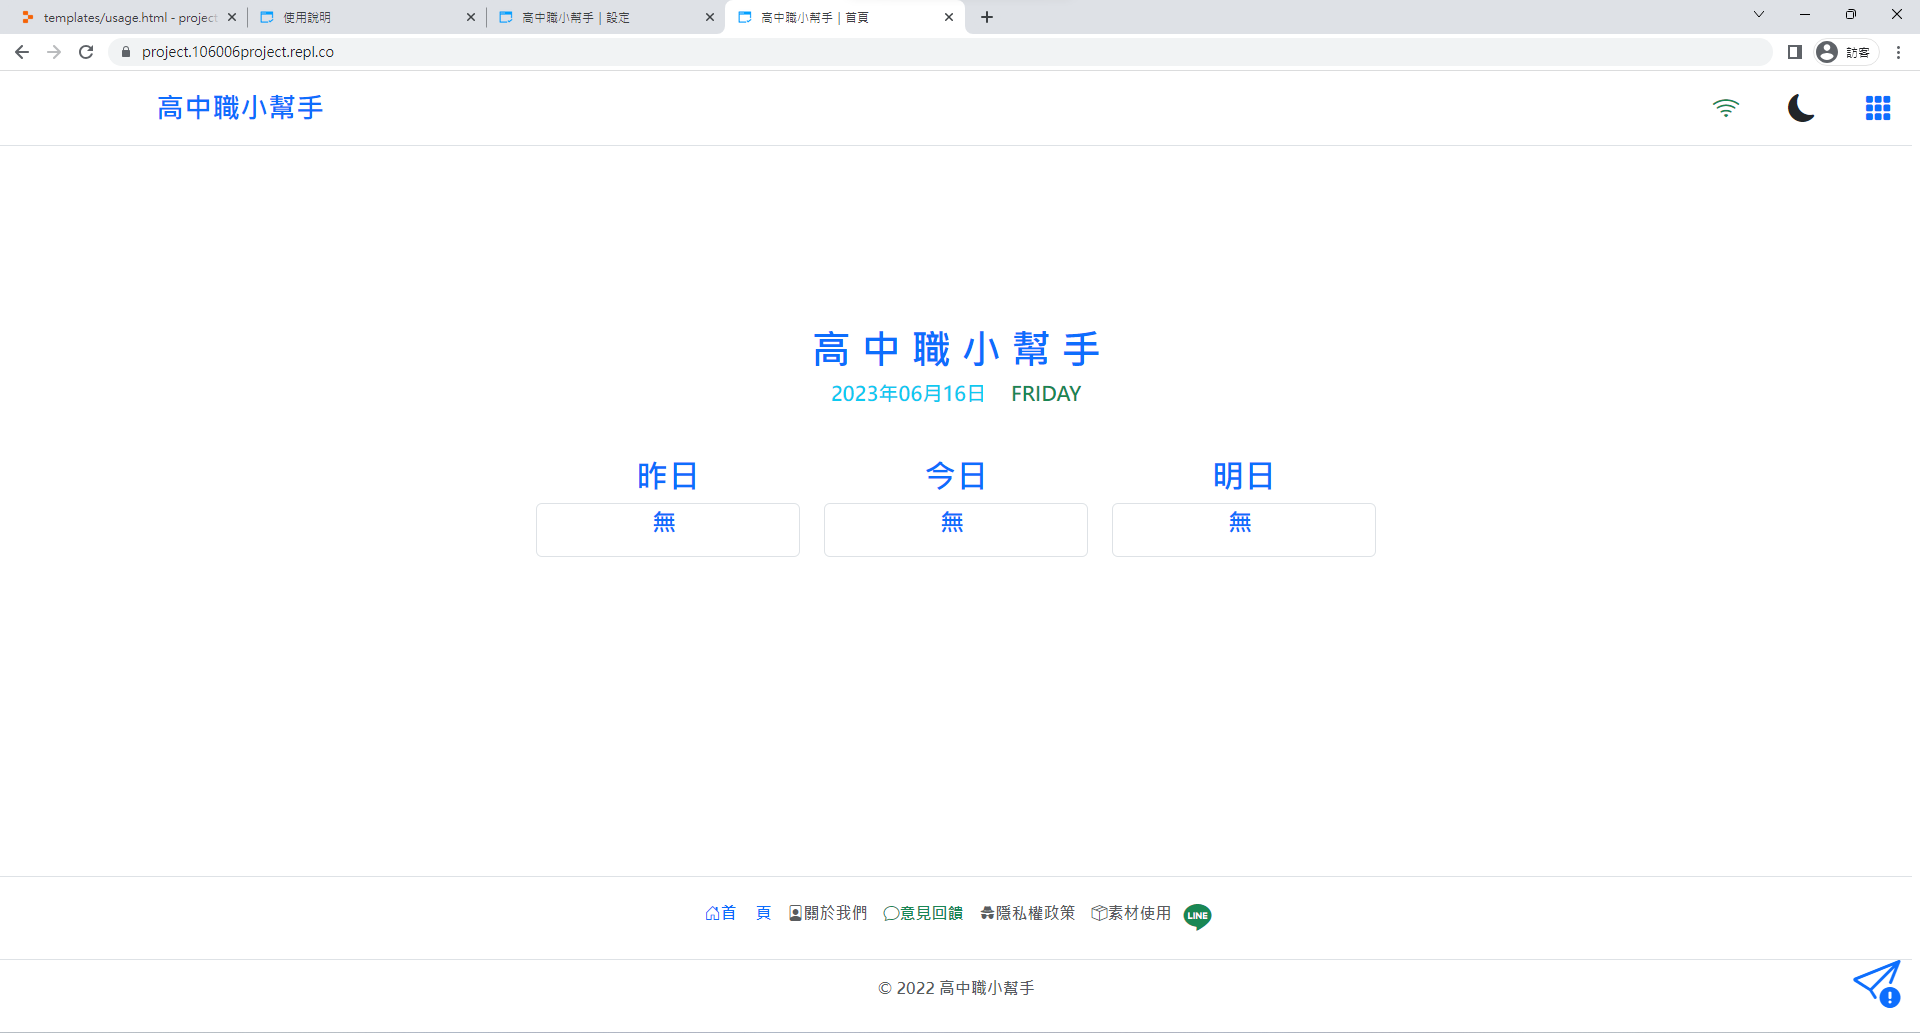 templates/usage.html - project
使用說明
高中職小幫手 | 設定
高中職小幫手 | 首頁
project.106006project.repl.co
訪客
高中職小幫手
高中職小幫手
2023年06月16日 FRIDAY
昨日 今日 明日
無 無 無
首 頁 關於我們 意見回饋 隱私權政策 素材使用 LINE
© 2022 高中職小幫手